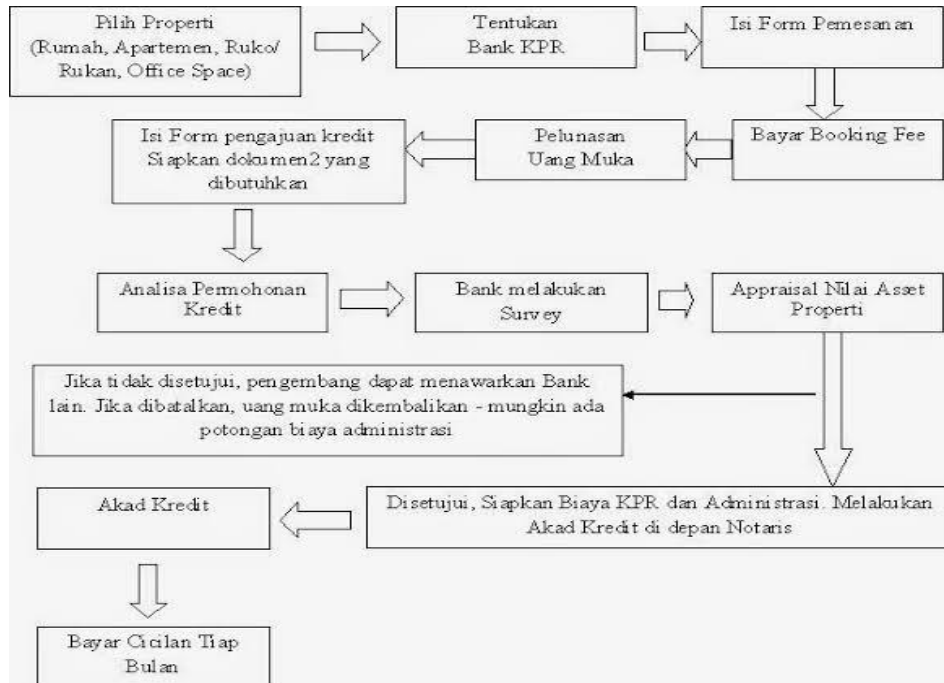 Pilih Properti
(Rumah, Apartemen, Ruko/
Rukan, Office Space)
Tentukan
Bank KPR
Isi Form Pemesanan
Bayar Booking Fee
Pelunasan
Uang Muka
Isi Form pengajuan kredit
Siapkan dokumen2 yang
dibutuhkan
Analisa Permohonan
Kredit
Bank melakukan
Survey
Appraisal Nilai Asset
Properti
Jika tidak disetujui, pengembang dapat menawarkan Bank
lain. Jika dibatalkan, uang muka dikembalikan - mungkin ada
potongan biaya administrasi
Disetujui, Siapkan Biaya KPR dan Administrasi. Melakukan
Akad Kredit di depan Notaris
Akad Kredit
Bayar Cicilan Tiap
Bulan